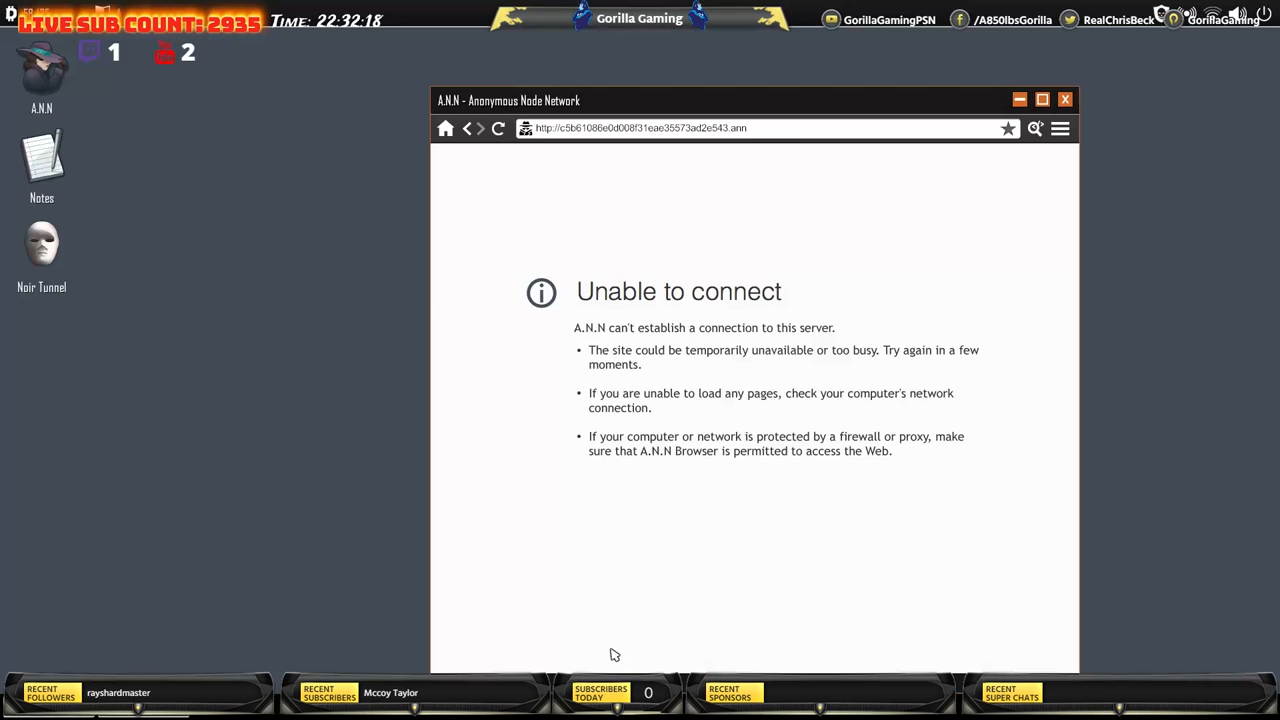 LIVE SUB COUNT: 2935
TIME: 22:32:18
Gorilla Gaming
GorillaGamingPSN
/A850lbsGorilla
RealChrisBeck
GorillaGaming
1
2
A.N.N
Notes
Noir Tunnel
A.N.N - Anonymous Node Network
http://c5b61086e0d008f31eae35573ad2e543.ann
Unable to connect
A.N.N can't establish a connection to this server.
• The site could be temporarily unavailable or too busy. Try again in a few
moments.
• If you are unable to load any pages, check your computer's network
connection.
• If your computer or network is protected by a firewall or proxy, make
sure that A.N.N Browser is permitted to access the Web.
RECENT
FOLLOWERS
rayshardmaster
RECENT
SUBSCRIBERS
Mccoy Taylor
SUBSCRIBERS
TODAY
0
RECENT
SPONSORS
RECENT
SUPER CHATS